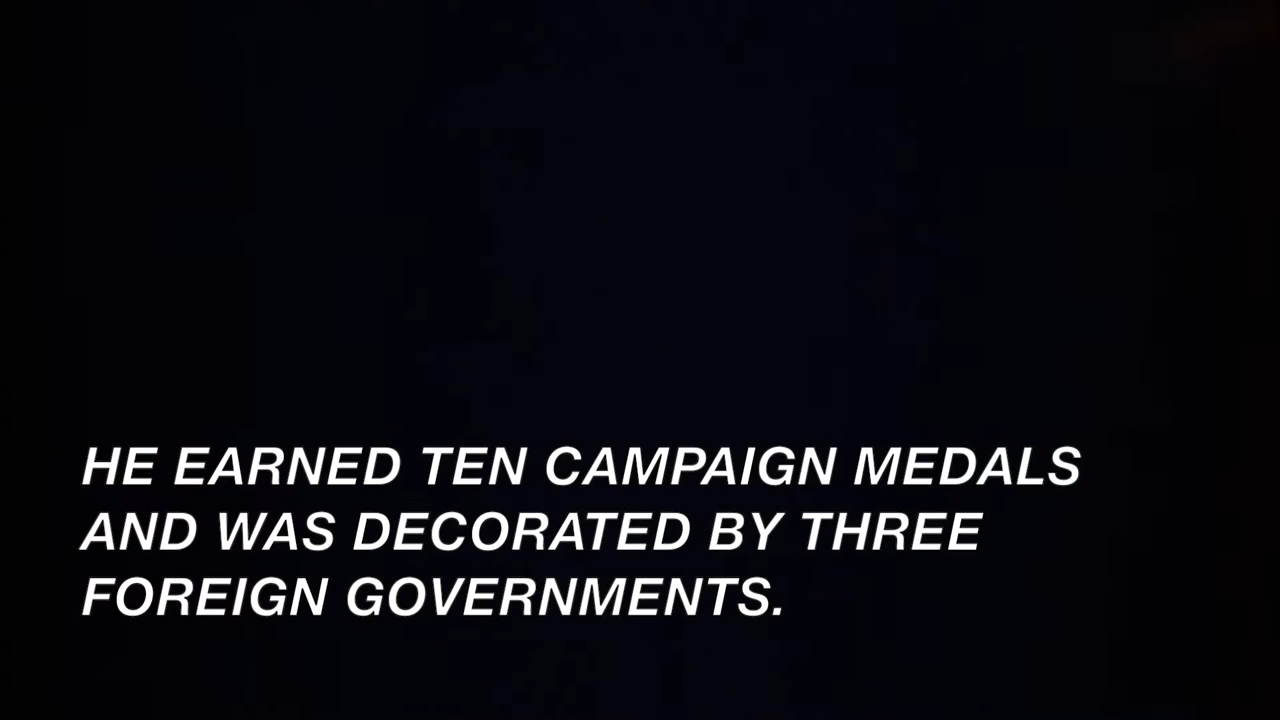 HE EARNED TEN CAMPAIGN MEDALS
AND WAS DECORATED BY THREE
FOREIGN GOVERNMENTS.